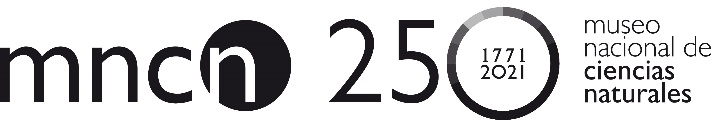 mncn 250
1771
2021
museo
nacional de
ciencias
naturales